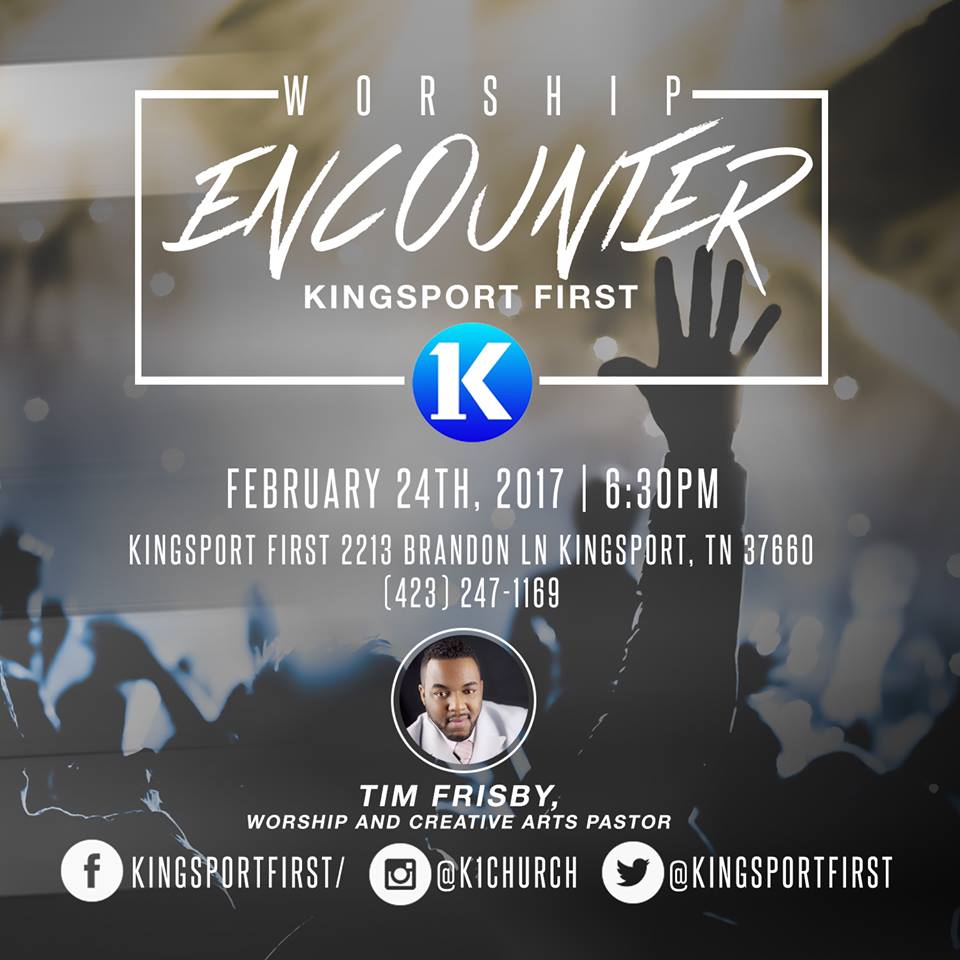 WORSHIP
ENCOUNTER
KINGSPORT FIRST
1K
FEBRUARY 24TH, 2017 | 6:30PM
KINGSPORT FIRST 2213 BRANDON LN KINGSPORT, TN 37660
(423) 247-1169
TIM FRISBY,
WORSHIP AND CREATIVE ARTS PASTOR
f KINGSPORTFIRST/ @K1CHURCH @KINGSPORTFIRST